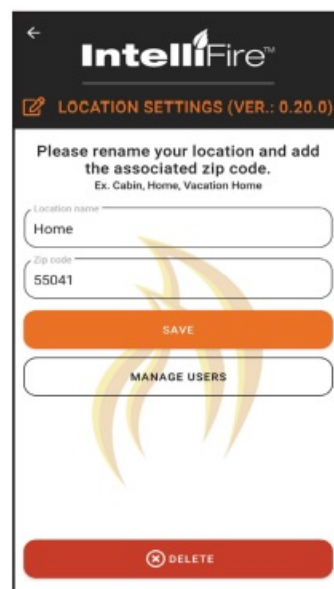 IntelliFire™
LOCATION SETTINGS (VER.: 0.20.0)
Please rename your location and add
the associated zip code.
Ex. Cabin, Home, Vacation Home
Location name
Home
Zip code
55041
SAVE
MANAGE USERS
DELETE